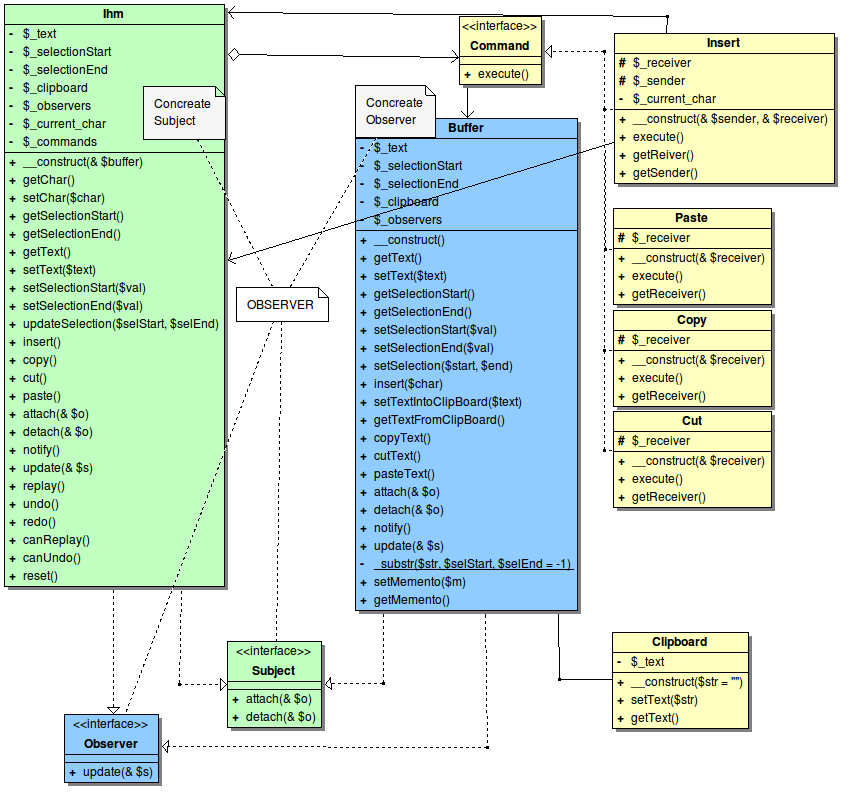 Ihm
- $_text
- $_selectionStart
- $_selectionEnd
- $_clipboard
- $_observers
- $_current_char
- $_commands
+ __construct(& $buffer)
+ getChar()
+ setChar($char)
+ getSelectionStart()
+ getSelectionEnd()
+ getText()
+ setText($text)
+ setSelectionStart($val)
+ setSelectionEnd($val)
+ updateSelection($selStart, $selEnd)
+ insert()
+ copy()
+ cut()
+ paste()
+ attach(& $o)
+ detach(& $o)
+ notify()
+ update(& $s)
+ replay()
+ undo()
+ redo()
+ canReplay()
+ canUndo()
+ reset()
Concreate
Subject
Concreate
Observer
OBSERVER
<<interface>>
Command
+ execute()
Buffer
- $_text
- $_selectionStart
- $_selectionEnd
- $_clipboard
- $_observers
+ __construct()
+ getText()
+ setText($text)
+ getSelectionStart()
+ getSelectionEnd()
+ setSelectionStart($val)
+ setSelectionEnd($val)
+ setSelection($start, $end)
+ insert($char)
+ setTextIntoClipBoard($text)
+ getTextFromClipBoard()
+ copyText()
+ cutText()
+ pasteText()
+ attach(& $o)
+ detach(& $o)
+ notify()
+ update(& $s)
- _substr($str, $selStart, $selEnd = -1)
+ setMemento($m)
+ getMemento()
Insert
# $_receiver
# $_sender
- $_current_char
+ __construct(& $sender, & $receiver)
+ execute()
+ getReiver()
+ getSender()
Paste
# $_receiver
+ __construct(& $receiver)
+ execute()
+ getReceiver()
Copy
# $_receiver
+ __construct(& $receiver)
+ execute()
+ getReceiver()
Cut
# $_receiver
+ __construct(& $receiver)
+ execute()
+ getReceiver()
Clipboard
- $_text
+ __construct($str = "")
+ setText($str)
+ getText()
<<interface>>
Subject
+ attach(& $o)
+ detach(& $o)
<<interface>>
Observer
+ update(& $s)